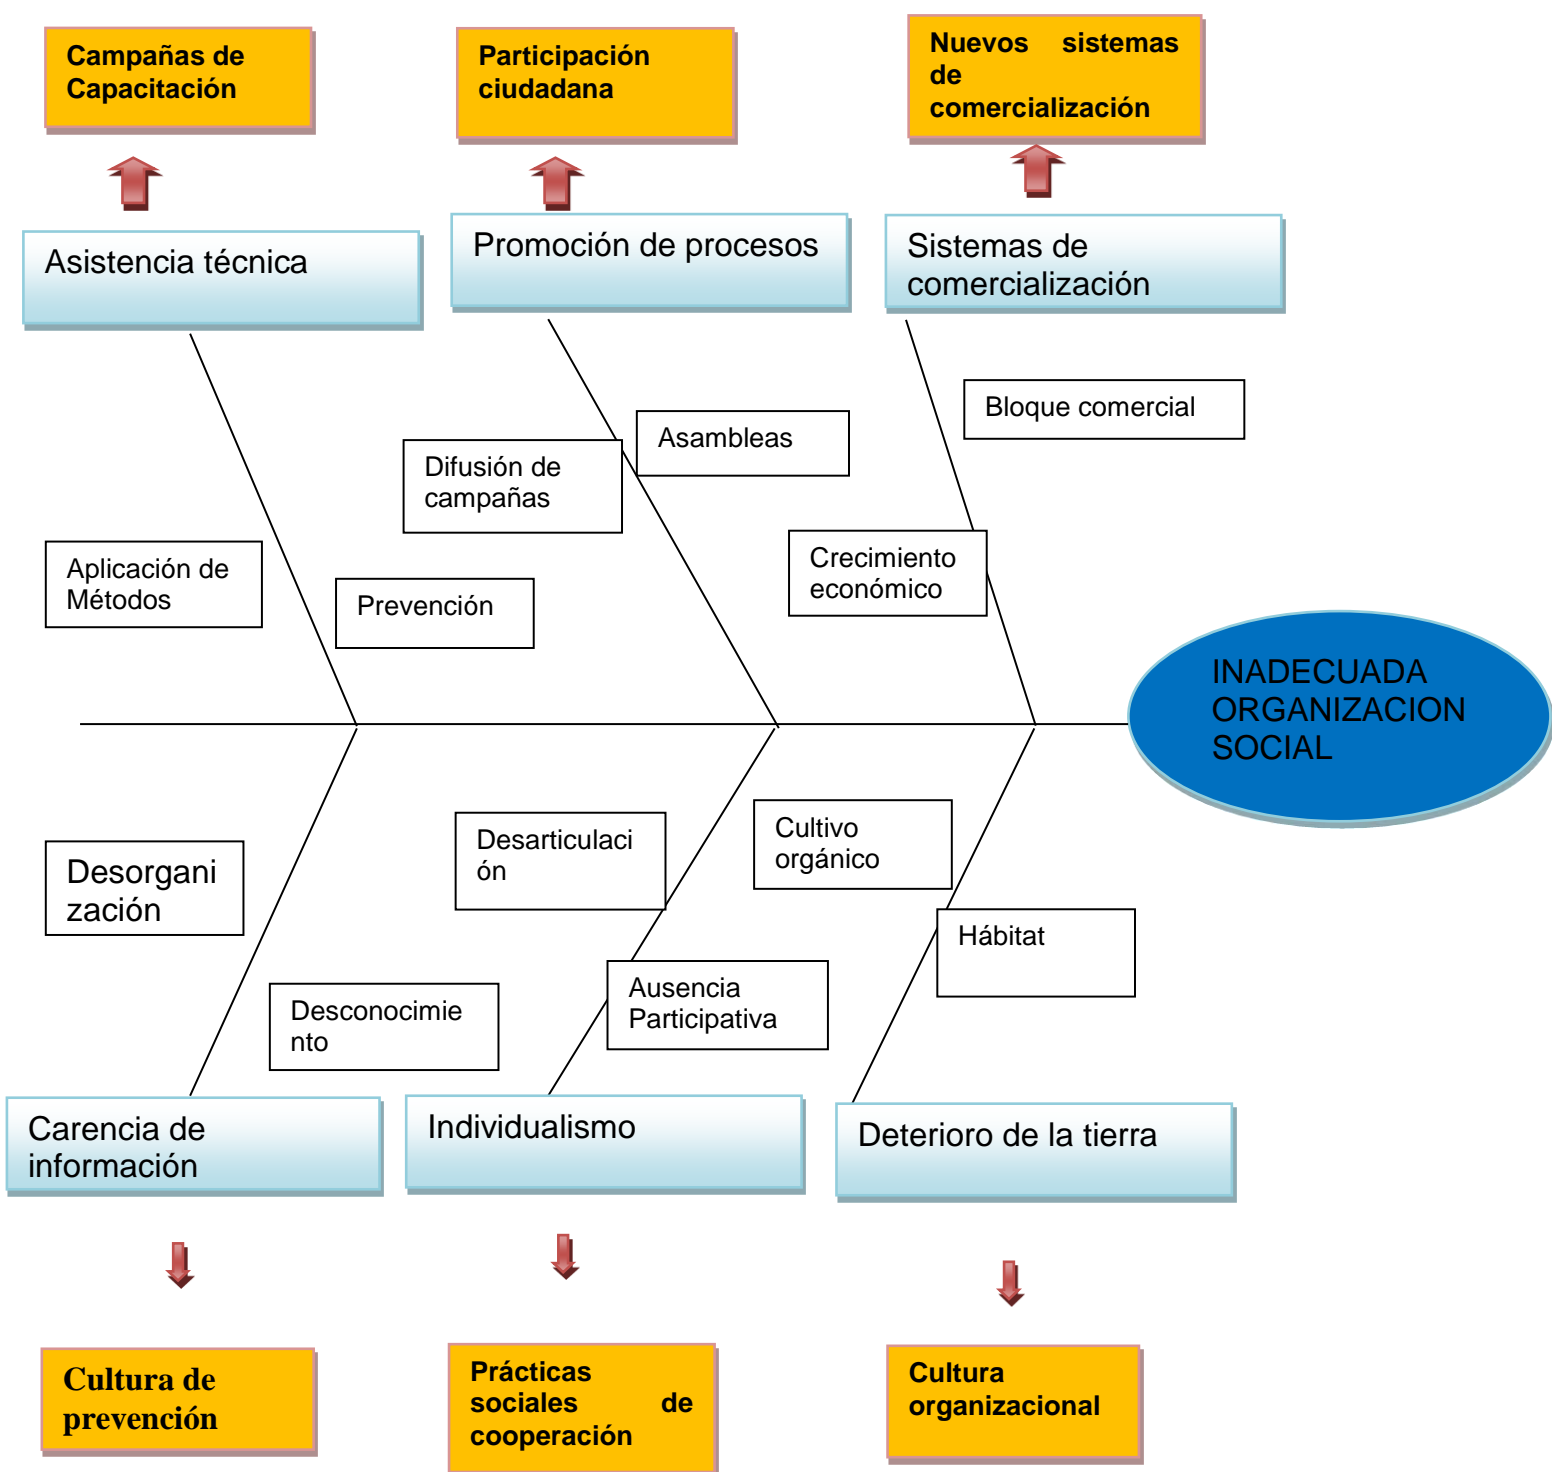 Campañas de
Capacitación
Participación
ciudadana
Nuevos sistemas
de
comercialización
Asistencia técnica
Promoción de procesos
Sistemas de
comercialización
Bloque comercial
Asambleas
Difusión de
campañas
Crecimiento
económico
Aplicación de
Métodos
Prevención
INADECUADA
ORGANIZACION
SOCIAL
Desarticulaci
ón
Cultivo
orgánico
Desorgani
zación
Hábitat
Ausencia
Participativa
Desconocimie
nto
Carencia de
información
Individualismo
Deterioro de la tierra
Cultura de
prevención
Prácticas
sociales de
cooperación
Cultura
organizacional